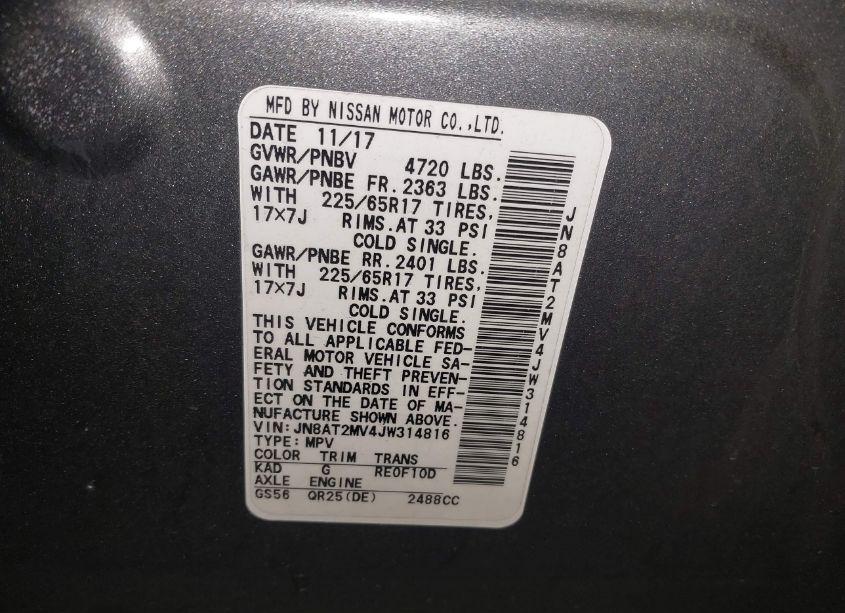 MFD BY NISSAN MOTOR CO.,LTD.
DATE 11/17
GVWR/PNBV 4720 LBS.
GAWR/PNBE FR. 2363 LBS.
WITH 225/65R17 TIRES,
17×7J RIMS.AT 33 PSI
COLD SINGLE.
GAWR/PNBE RR. 2401 LBS.
WITH 225/65R17 TIRES,
17×7J RIMS.AT 33 PSI
COLD SINGLE.
THIS VEHICLE CONFORMS
TO ALL APPLICABLE FED-
ERAL MOTOR VEHICLE SA-
FETY AND THEFT PREVEN-
TION STANDARDS IN EFF-
ECT ON THE DATE OF MA-
NUFACTURE SHOWN ABOVE.
VIN:JN8AT2MV4JW314816
TYPE:MPV
COLOR TRIM TRANS
KAD G RE0F10D
AXLE ENGINE
GS56 QR25(DE) 2488CC
JN8AT2MV4JW314816